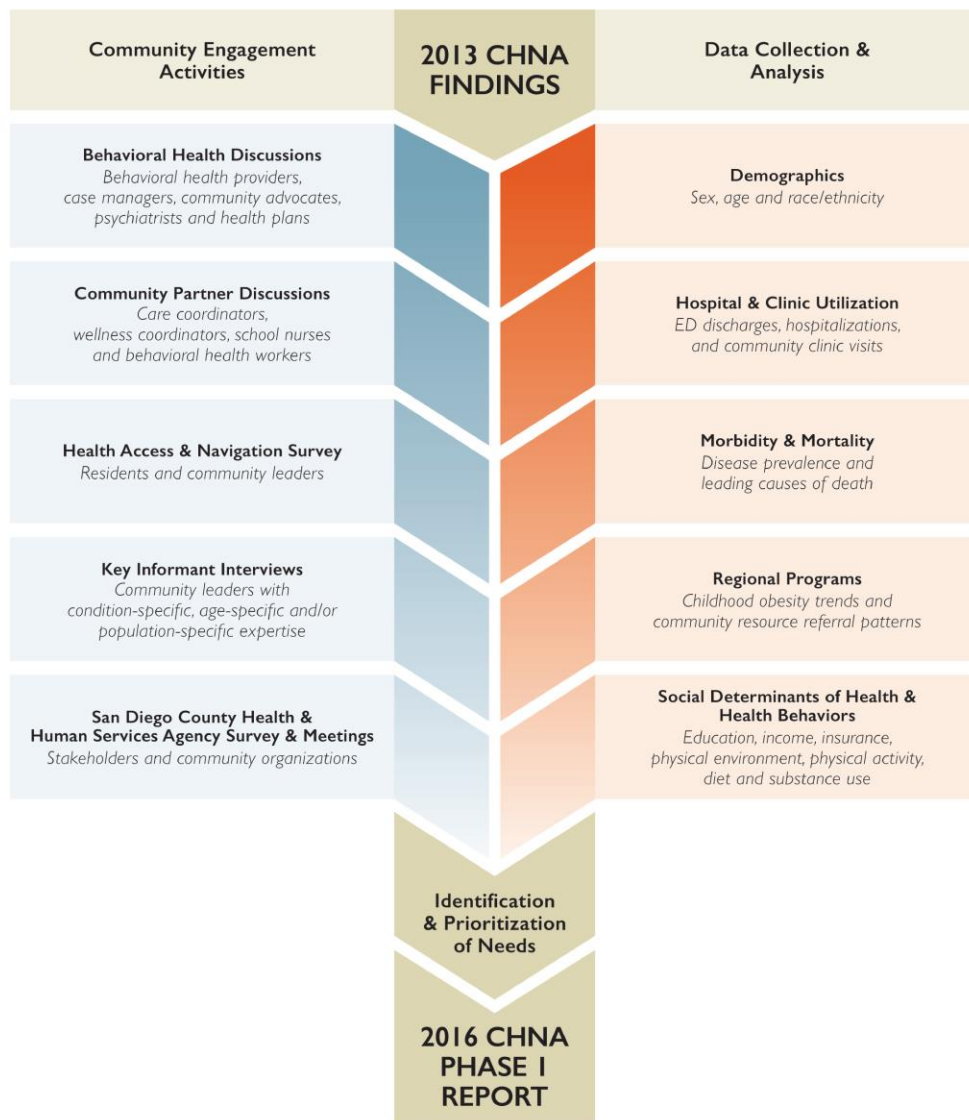 Community Engagement
Activities
2013 CHNA
FINDINGS
Data Collection &
Analysis
Behavioral Health Discussions
Behavioral health providers,
case managers, community advocates,
psychiatrists and health plans
Demographics
Sex, age and race/ethnicity
Community Partner Discussions
Care coordinators,
wellness coordinators, school nurses
and behavioral health workers
Hospital & Clinic Utilization
ED discharges, hospitalizations,
and community clinic visits
Health Access & Navigation Survey
Residents and community leaders
Morbidity & Mortality
Disease prevalence and
leading causes of death
Key Informant Interviews
Community leaders with
condition-specific, age-specific and/or
population-specific expertise
Regional Programs
Childhood obesity trends and
community resource referral patterns
San Diego County Health &
Human Services Agency Survey & Meetings
Stakeholders and community organizations
Social Determinants of Health &
Health Behaviors
Education, income, insurance,
physical environment, physical activity,
diet and substance use
Identification
& Prioritization
of Needs
2016 CHNA
PHASE I
REPORT